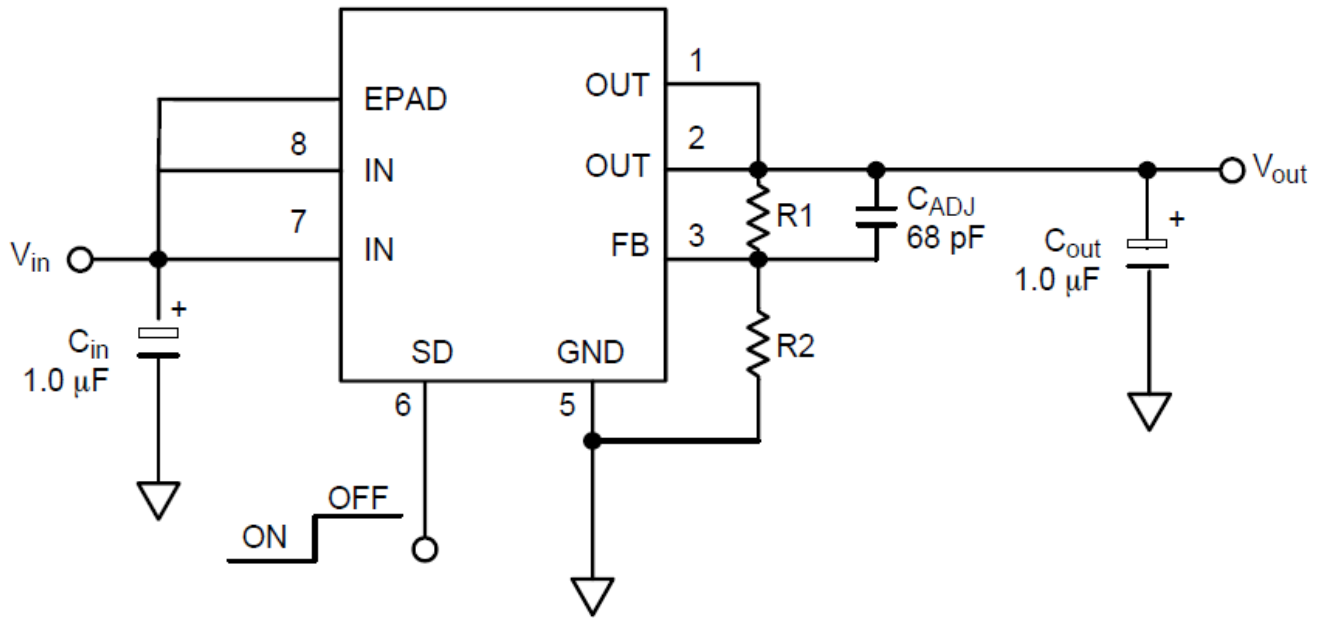 EPAD
8
IN
7
IN
V_in
+
C_in
1.0 μF
SD
6
GND
5
ON
OFF
OUT
1
OUT
2
FB
3
R1
R2
C_ADJ
68 pF
+
C_out
1.0 μF
V_out